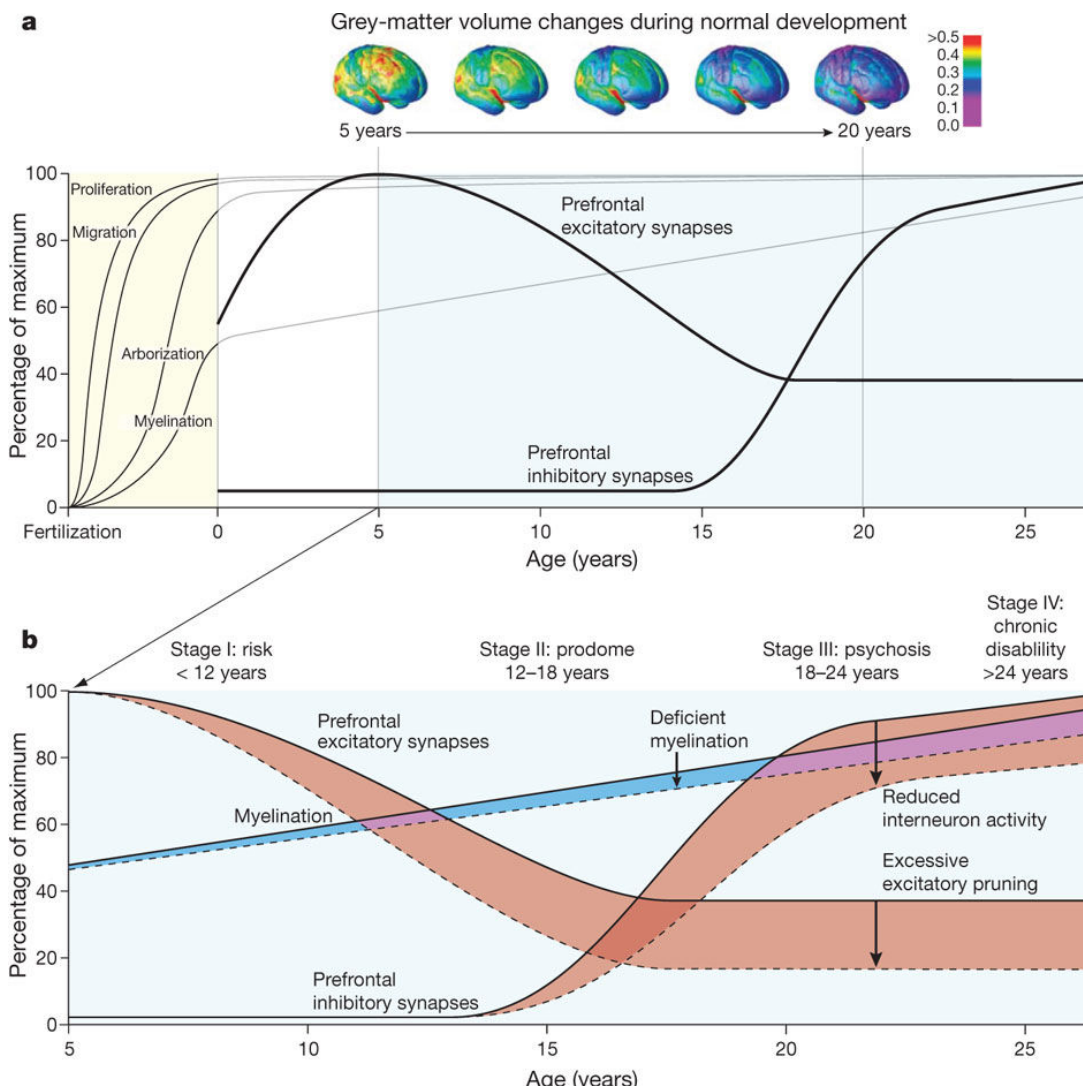 a
Grey-matter volume changes during normal development
>0.5
0.4
0.3
0.2
0.1
0.0
5 years
20 years
Percentage of maximum
100
80
60
40
20
0
Proliferation
Migration
Arborization
Myelination
Prefrontal
excitatory synapses
Prefrontal
inhibitory synapses
Fertilization
0
5
10
15
20
25
Age (years)
b
Stage I: risk
< 12 years
Stage II: prodome
12–18 years
Stage III: psychosis
18–24 years
Stage IV:
chronic
disablility
>24 years
Percentage of maximum
100
80
60
40
20
0
Prefrontal
excitatory synapses
Deficient
myelination
Myelination
Reduced
interneuron activity
Excessive
excitatory pruning
Prefrontal
inhibitory synapses
5
10
15
20
25
Age (years)